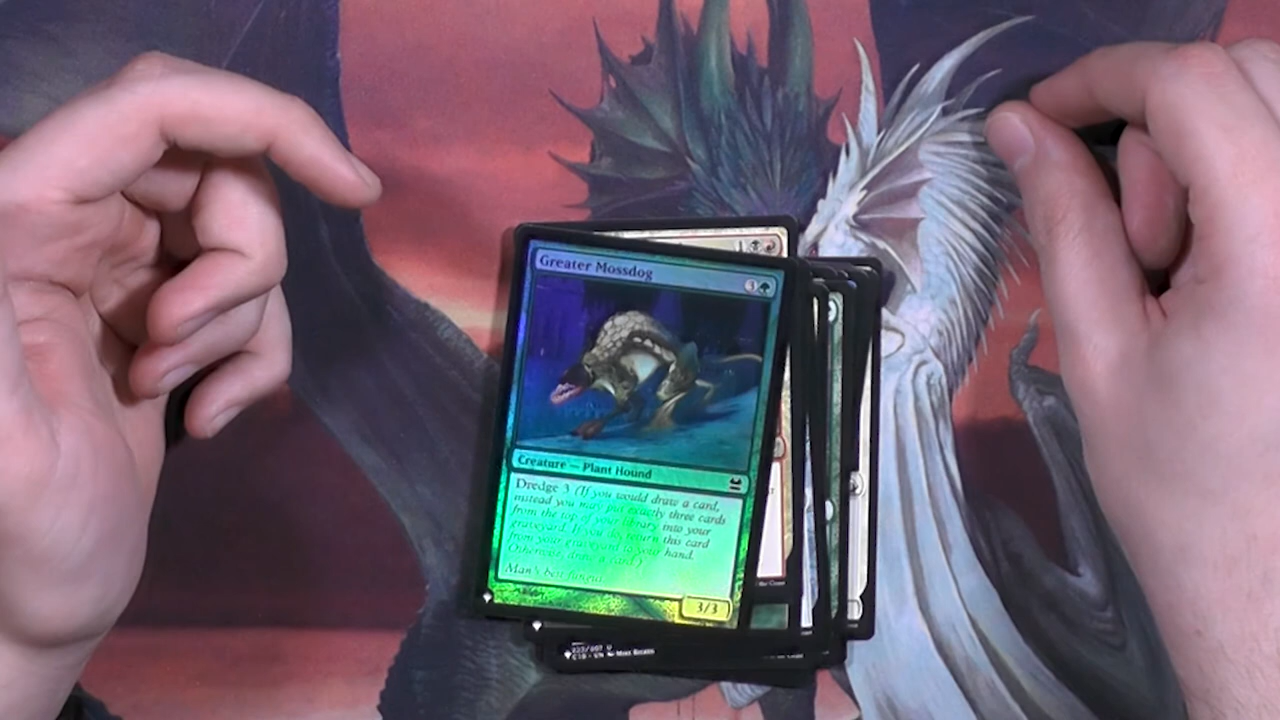 Greater Mossdog
3
1
Creature — Plant Hound
Dredge 3 (If you would draw a card,
instead you may put exactly three cards
from the top of your library into your
graveyard. If you do, return this card
from your graveyard to your hand.
Otherwise, draw a card.)
Man's best fungus.
3/3